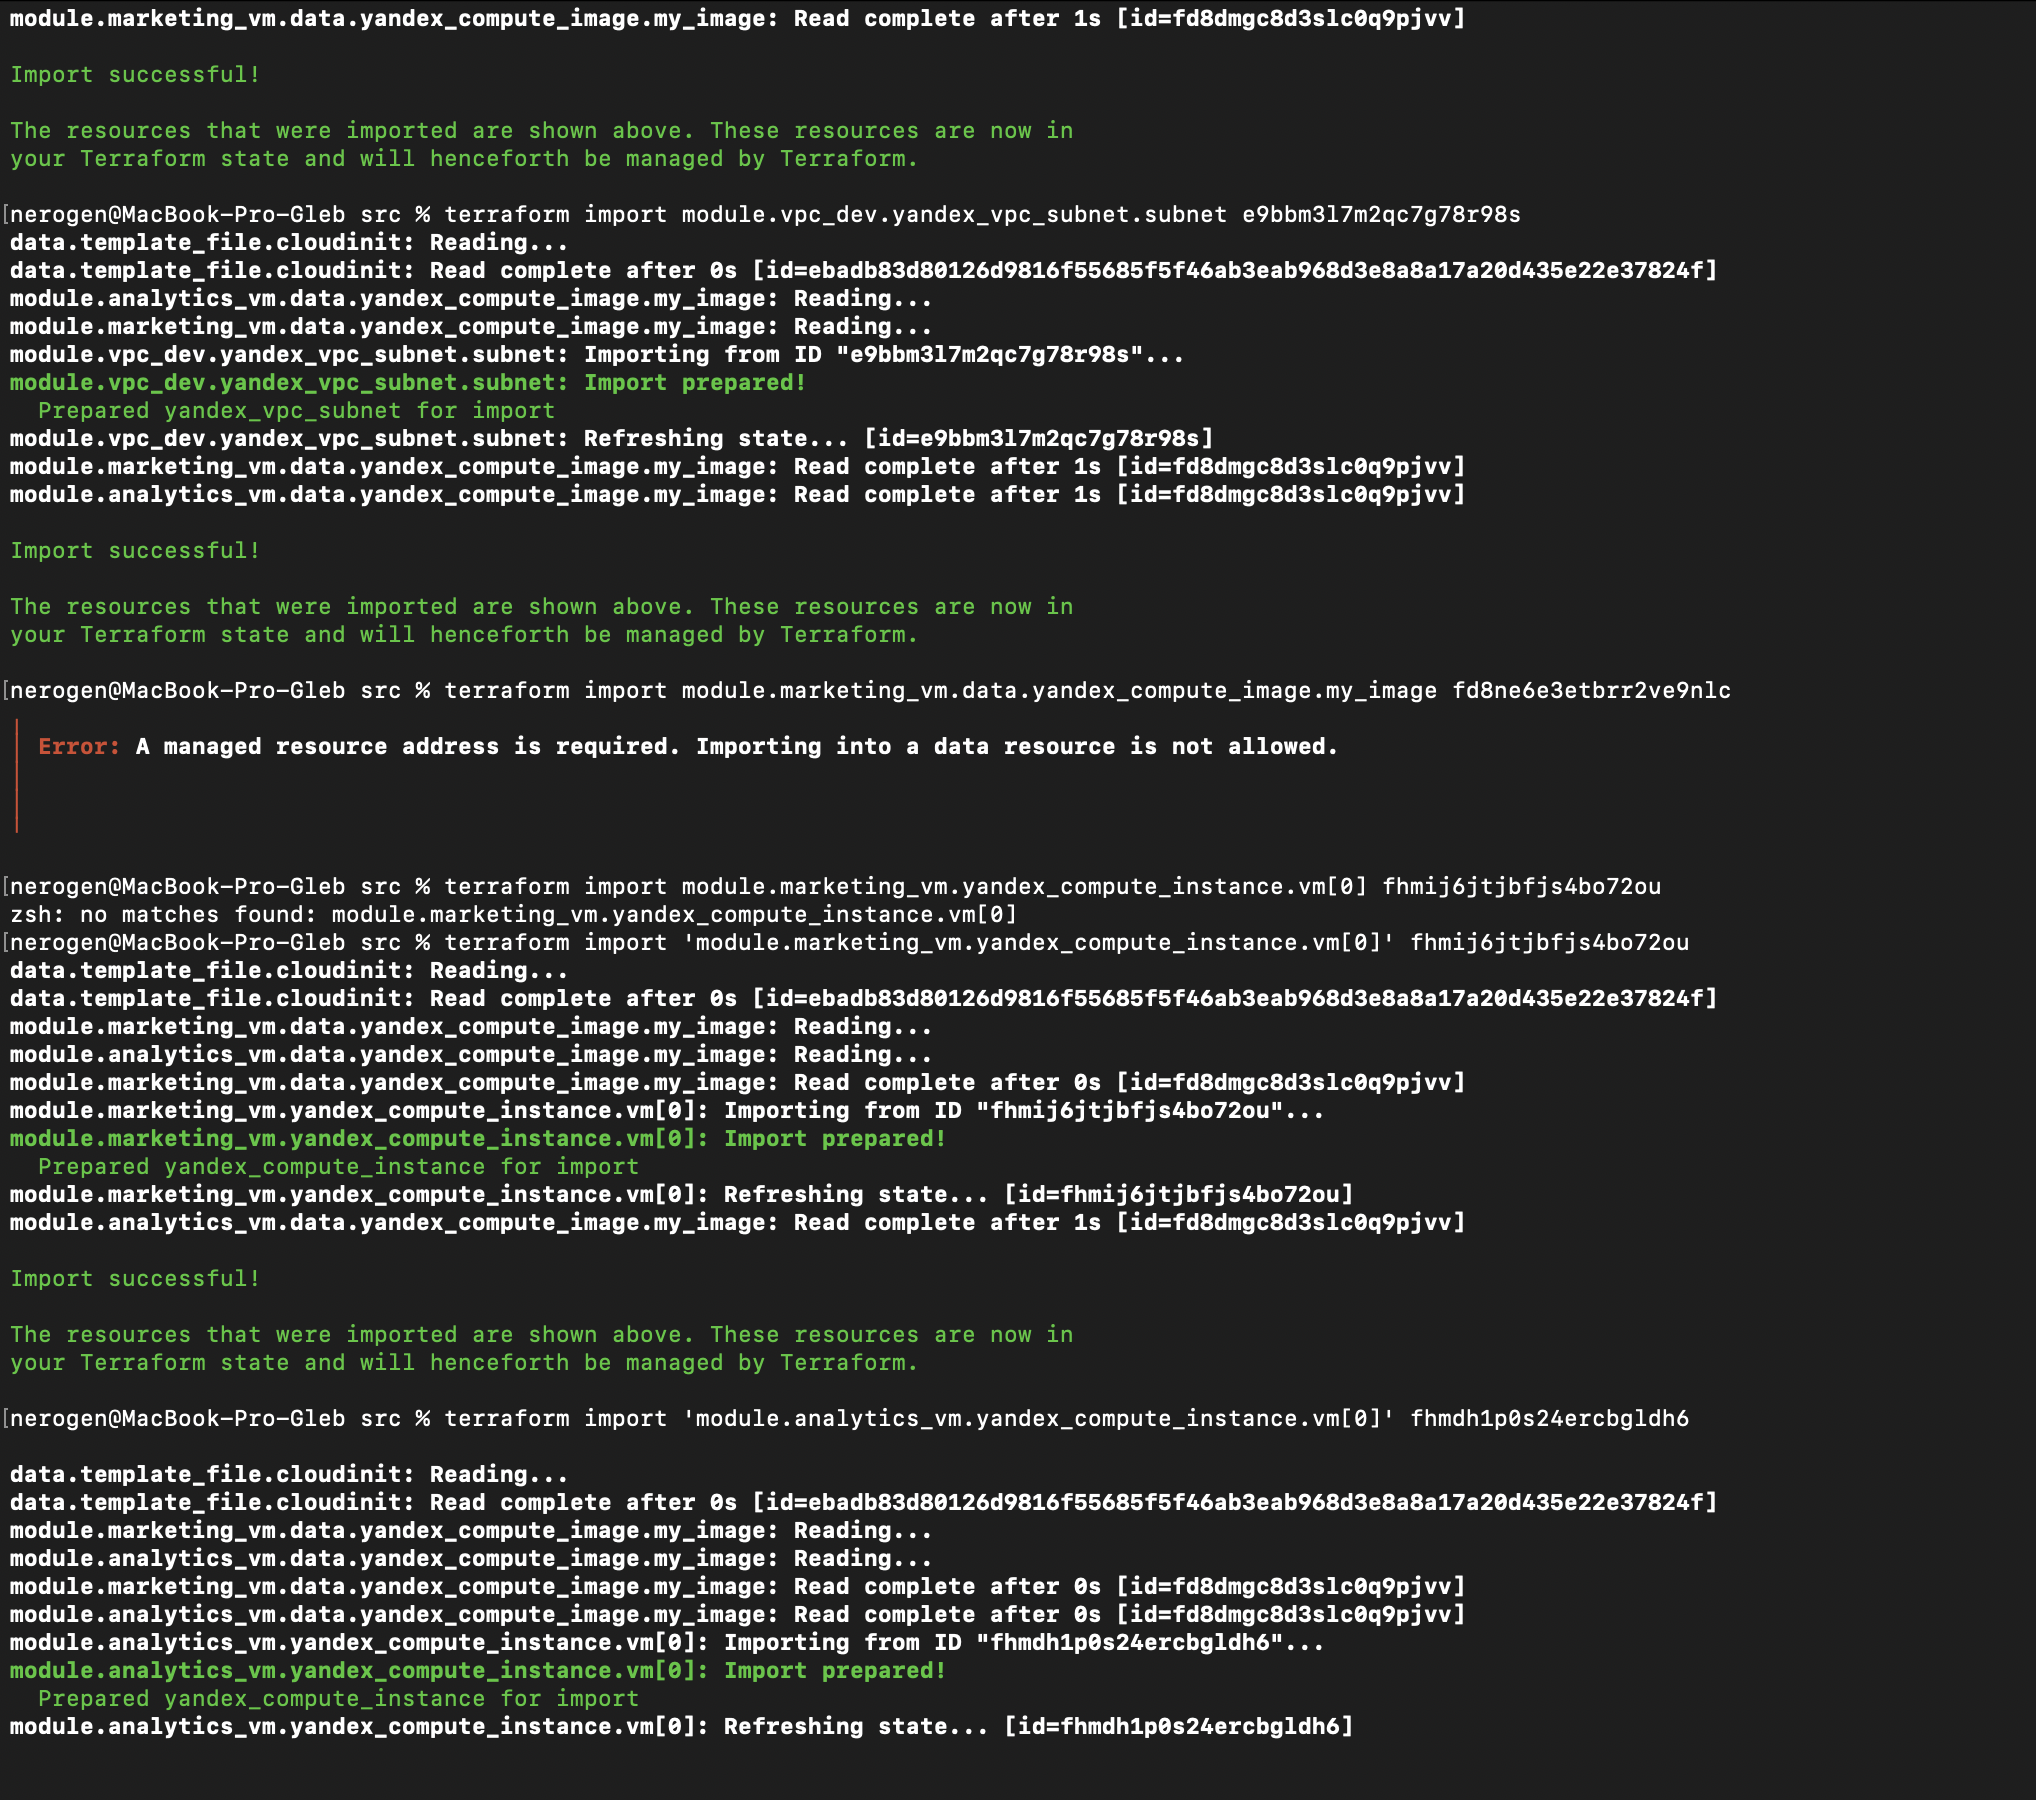 module.marketing_vm.data.yandex_compute_image.my_image: Read complete after 1s [id=fd8dmgc8d3slc0q9pjvv]
Import successful!
The resources that were imported are shown above. These resources are now in
your Terraform state and will henceforth be managed by Terraform.
[nerogen@MacBook-Pro-Gleb src % terraform import module.vpc_dev.yandex_vpc_subnet.subnet e9bbm3l7m2qc7g78r98s
data.template_file.cloudinit: Reading...
data.template_file.cloudinit: Read complete after 0s [id=ebadb83d80126d9816f55685f5f46ab3eab968d3e8a8a17a20d435e22e37824f]
module.analytics_vm.data.yandex_compute_image.my_image: Reading...
module.marketing_vm.data.yandex_compute_image.my_image: Reading...
module.vpc_dev.yandex_vpc_subnet.subnet: Importing from ID "e9bbm3l7m2qc7g78r98s"...
module.vpc_dev.yandex_vpc_subnet.subnet: Import prepared!
  Prepared yandex_vpc_subnet for import
module.vpc_dev.yandex_vpc_subnet.subnet: Refreshing state... [id=e9bbm3l7m2qc7g78r98s]
module.marketing_vm.data.yandex_compute_image.my_image: Read complete after 1s [id=fd8dmgc8d3slc0q9pjvv]
module.analytics_vm.data.yandex_compute_image.my_image: Read complete after 1s [id=fd8dmgc8d3slc0q9pjvv]
Import successful!
The resources that were imported are shown above. These resources are now in
your Terraform state and will henceforth be managed by Terraform.
[nerogen@MacBook-Pro-Gleb src % terraform import module.marketing_vm.data.yandex_compute_image.my_image fd8ne6e3etbrr2ve9nlc
Error: A managed resource address is required. Importing into a data resource is not allowed.
[nerogen@MacBook-Pro-Gleb src % terraform import module.marketing_vm.yandex_compute_instance.vm[0] fhmij6jtjbfjs4bo72ou
zsh: no matches found: module.marketing_vm.yandex_compute_instance.vm[0]
[nerogen@MacBook-Pro-Gleb src % terraform import 'module.marketing_vm.yandex_compute_instance.vm[0]' fhmij6jtjbfjs4bo72ou
data.template_file.cloudinit: Reading...
data.template_file.cloudinit: Read complete after 0s [id=ebadb83d80126d9816f55685f5f46ab3eab968d3e8a8a17a20d435e22e37824f]
module.marketing_vm.data.yandex_compute_image.my_image: Reading...
module.analytics_vm.data.yandex_compute_image.my_image: Reading...
module.marketing_vm.data.yandex_compute_image.my_image: Read complete after 0s [id=fd8dmgc8d3slc0q9pjvv]
module.marketing_vm.yandex_compute_instance.vm[0]: Importing from ID "fhmij6jtjbfjs4bo72ou"...
module.marketing_vm.yandex_compute_instance.vm[0]: Import prepared!
  Prepared yandex_compute_instance for import
module.marketing_vm.yandex_compute_instance.vm[0]: Refreshing state... [id=fhmij6jtjbfjs4bo72ou]
module.analytics_vm.data.yandex_compute_image.my_image: Read complete after 1s [id=fd8dmgc8d3slc0q9pjvv]
Import successful!
The resources that were imported are shown above. These resources are now in
your Terraform state and will henceforth be managed by Terraform.
[nerogen@MacBook-Pro-Gleb src % terraform import 'module.analytics_vm.yandex_compute_instance.vm[0]' fhmdh1p0s24ercbgldh6
data.template_file.cloudinit: Reading...
data.template_file.cloudinit: Read complete after 0s [id=ebadb83d80126d9816f55685f5f46ab3eab968d3e8a8a17a20d435e22e37824f]
module.marketing_vm.data.yandex_compute_image.my_image: Reading...
module.analytics_vm.data.yandex_compute_image.my_image: Reading...
module.marketing_vm.data.yandex_compute_image.my_image: Read complete after 0s [id=fd8dmgc8d3slc0q9pjvv]
module.analytics_vm.data.yandex_compute_image.my_image: Read complete after 0s [id=fd8dmgc8d3slc0q9pjvv]
module.analytics_vm.yandex_compute_instance.vm[0]: Importing from ID "fhmdh1p0s24ercbgldh6"...
module.analytics_vm.yandex_compute_instance.vm[0]: Import prepared!
  Prepared yandex_compute_instance for import
module.analytics_vm.yandex_compute_instance.vm[0]: Refreshing state... [id=fhmdh1p0s24ercbgldh6]